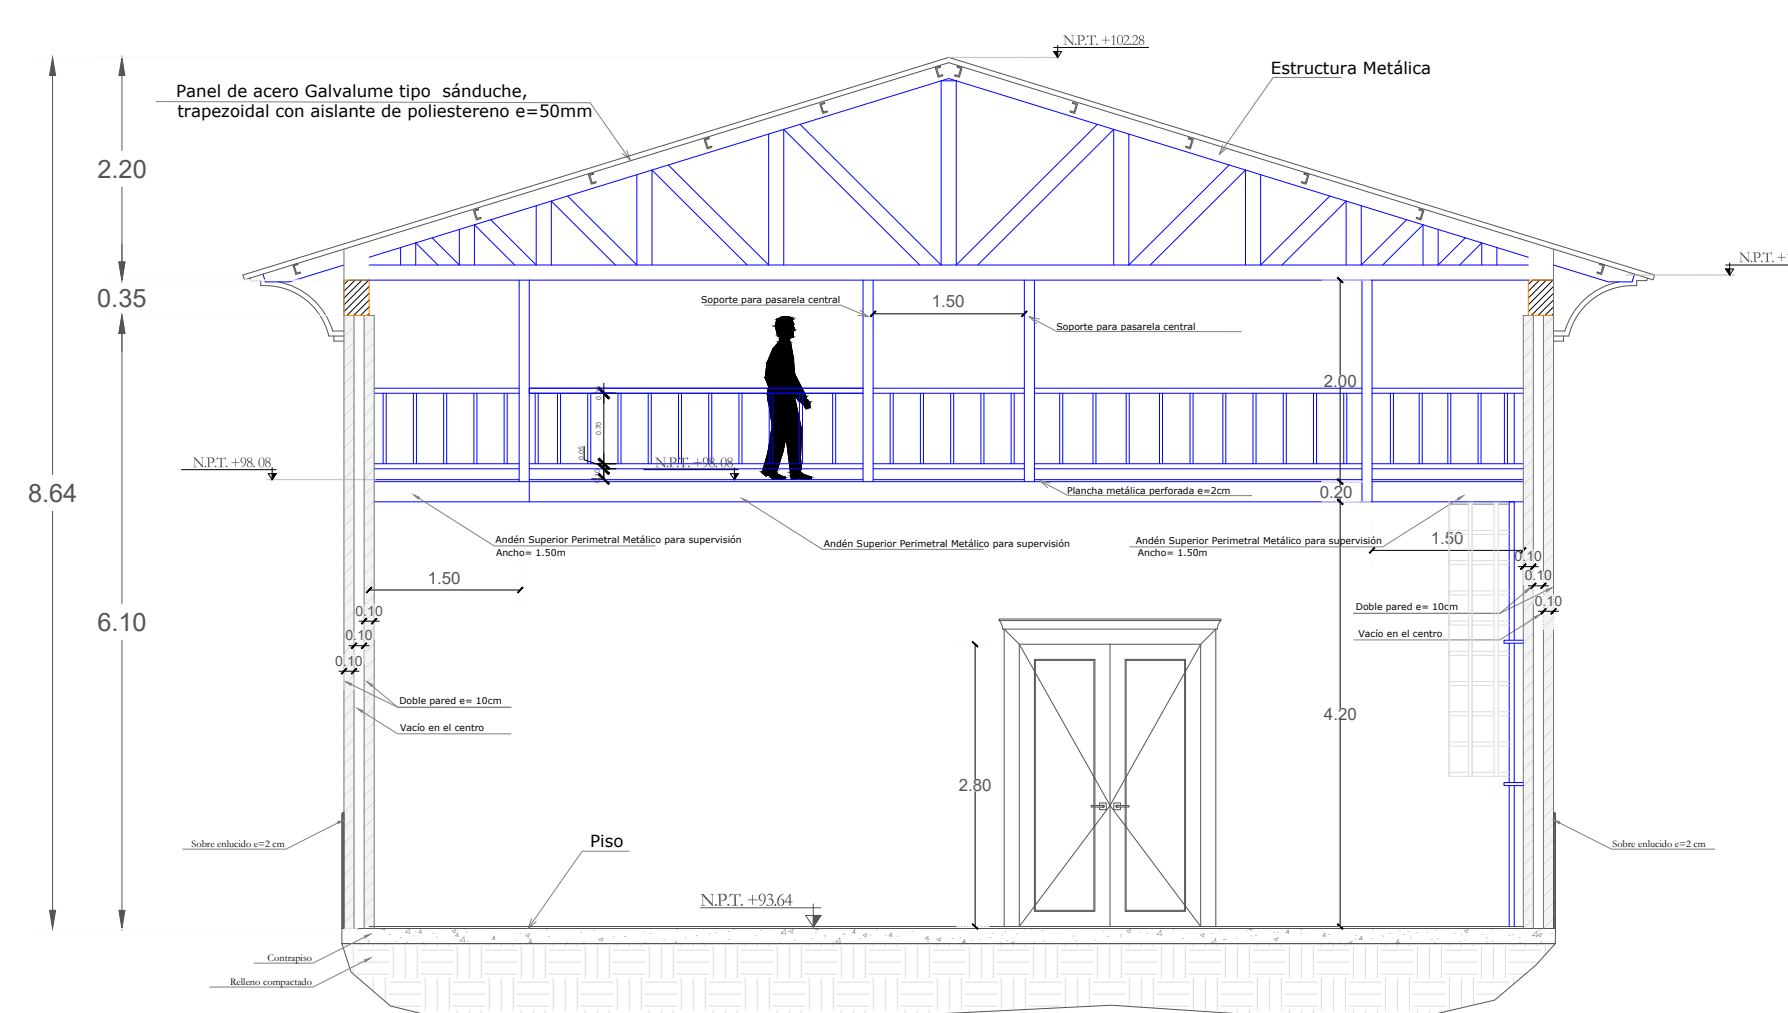 N.P.T. +102.28
Estructura Metálica
Panel de acero Galvalume tipo sánduche,
trapezoidal con aislante de poliestereno e=50mm
2.20
N.P.T. +
0.35
Soporte para pasarela central
1.50
Soporte para pasarela central
2.00
0.70
0.05
N.P.T. +98.08
N.P.T. +98.08
8.64
Plancha metálica perforada e=2cm
0.20
Andén Superior Perimetral Metálico para supervisión
Ancho= 1.50m
Andén Superior Perimetral Metálico para supervisión
Andén Superior Perimetral Metálico para supervisión
Ancho= 1.50m
1.50
0.10
0.10
0.10
1.50
6.10
0.10
0.10
0.10
Doble pared e= 10cm
Vacío en el centro
Doble pared e= 10cm
Vacío en el centro
4.20
2.80
Sobre enlucido e=2 cm
Piso
Sobre enlucido e=2 cm
N.P.T. +93.64
Contrapiso
Relleno compactado